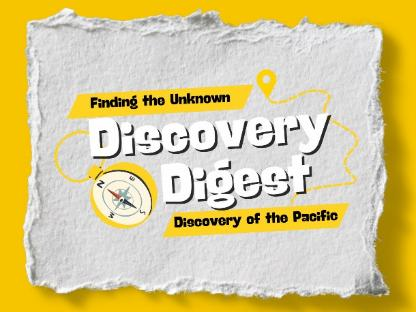 Finding the Unknown
Discovery
Digest
N
E
W
S
Discovery of the Pacific